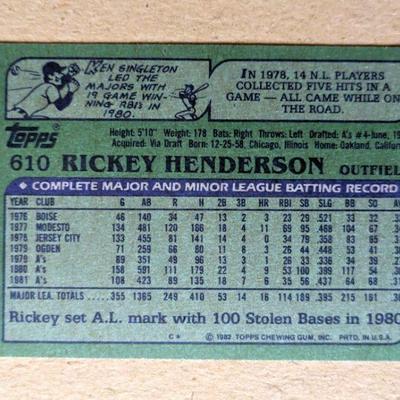 KEN SINGLETON
LED THE
MAJORS WITH
19 GAME WIN-
NING RBI'S IN
1980.
IN 1978, 14 N.L. PLAYERS
COLLECTED FIVE HITS IN A
GAME — ALL CAME WHILE ON
THE ROAD.
Topps
Height: 5'10" Weight: 178 Bats: Right Throws: Left Drafted: A's #4-June, 19
Acquired: Via Draft Born: 12-25-58, Chicago, Illinois Home: Oakland, Califor
610 RICKEY HENDERSON OUTFIEL
COMPLETE MAJOR AND MINOR LEAGUE BATTING RECORD
YEAR CLUB G AB R H 2B 3B HR RBI SB SLG BB SO AV
1976 BOISE 46 140 34 47 13 2 3 23 29 .516 33 32
1977 MODESTO 134 481 120 166 18 4 11 69 95 .468 104 67 .34
1978 JERSEY CITY 133 455 81 141 14 4 0 34 81 .358 83 67
1979 OGDEN 71 259 66 80 11 8 3 26 44 .448 53 41
1979 A's 89 351 49 96 13 3 1 26 33 .336 34 39
1980 A's 158 591 111 179 22 4 9 53 100 .399 117 54
1981 A's 108 423 89 135 18 7 6 35 56 .437 64 68
MAJOR LEA. TOTALS 355 1365 249 410 53 14 16 114 189 .395 215 161
Rickey set A.L. mark with 100 Stolen Bases in 1980
C* © 1982 TOPPS CHEWING GUM, INC. PRTD. IN U.S.A.